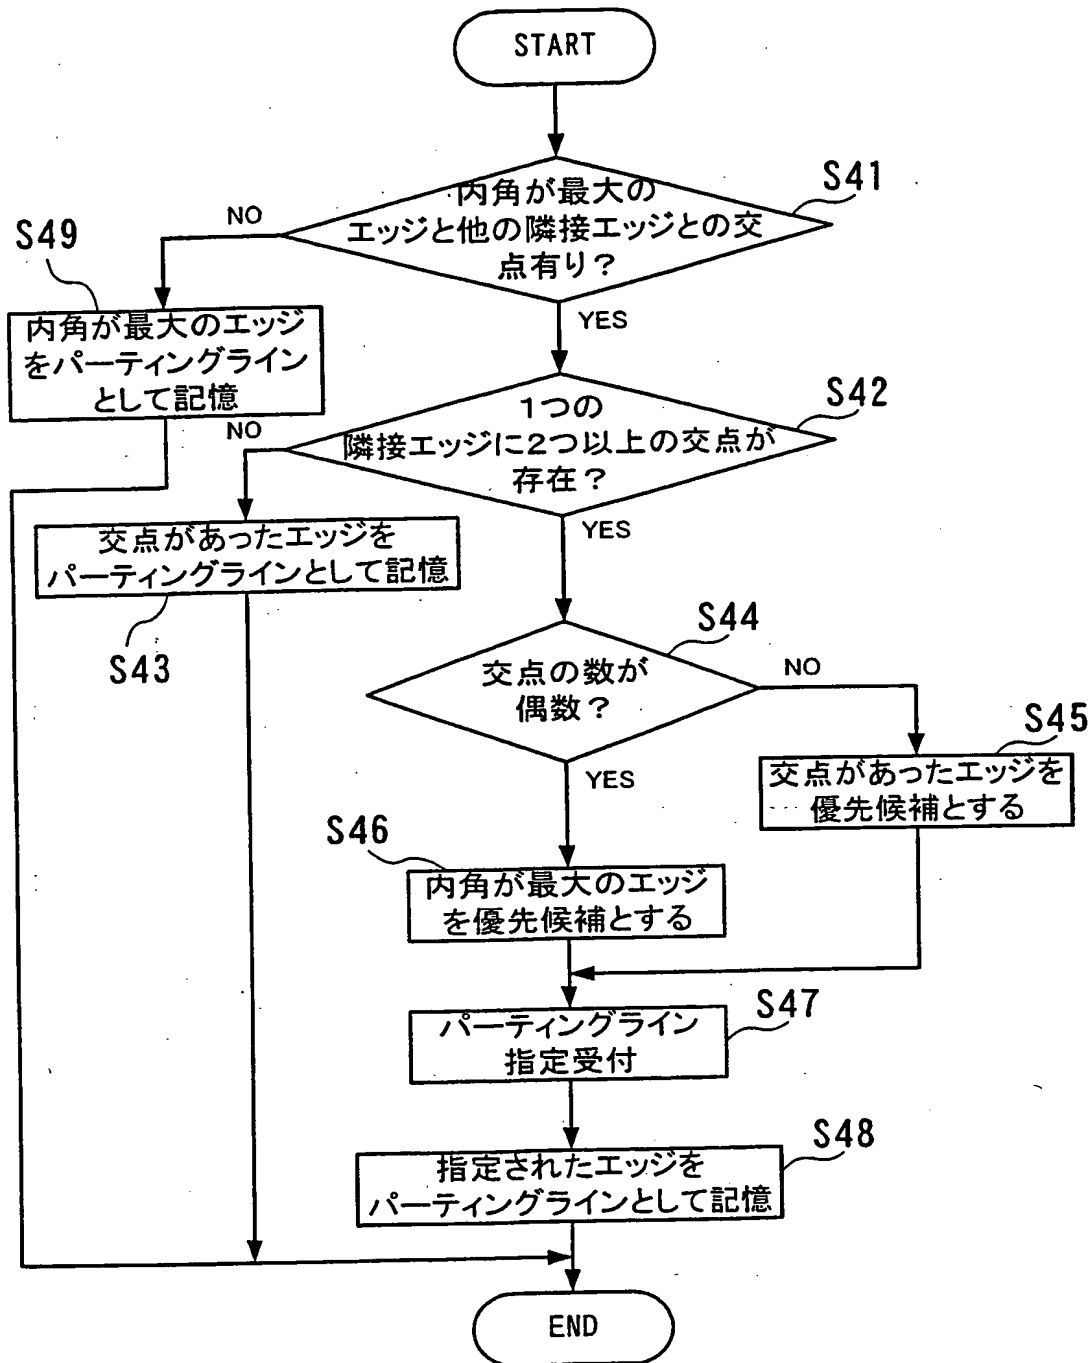 START
内角が最大の
エッジと他の隣接エッジとの交
点有り?
S41
NO
S49
YES
内角が最大のエッジ
をパーティングライン
として記憶
1つの
隣接エッジに2つ以上の交点が
存在?
S42
NO
YES
交点があったエッジを
パーティングラインとして記憶
S43
交点の数が
偶数?
S44
NO
YES
S45
交点があったエッジを
優先候補とする
S46
内角が最大のエッジ
を優先候補とする
パーティングライン
指定受付
S47
指定されたエッジを
パーティングラインとして記憶
S48
END